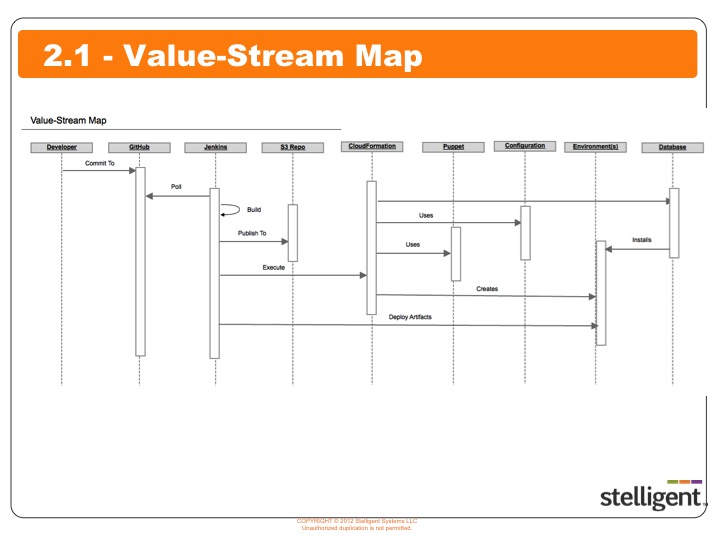 2.1 - Value-Stream Map
Value-Stream Map
Developer GitHub Jenkins S3 Repo CloudFormation Puppet Configuration Environment(s) Database
Commit To
Poll
Build
Uses
Publish To
Installs
Uses
Execute
Creates
Deploy Artifacts
stelligent
COPYRIGHT © 2012 Stelligent Systems LLC
Unauthorized duplication is not permitted.